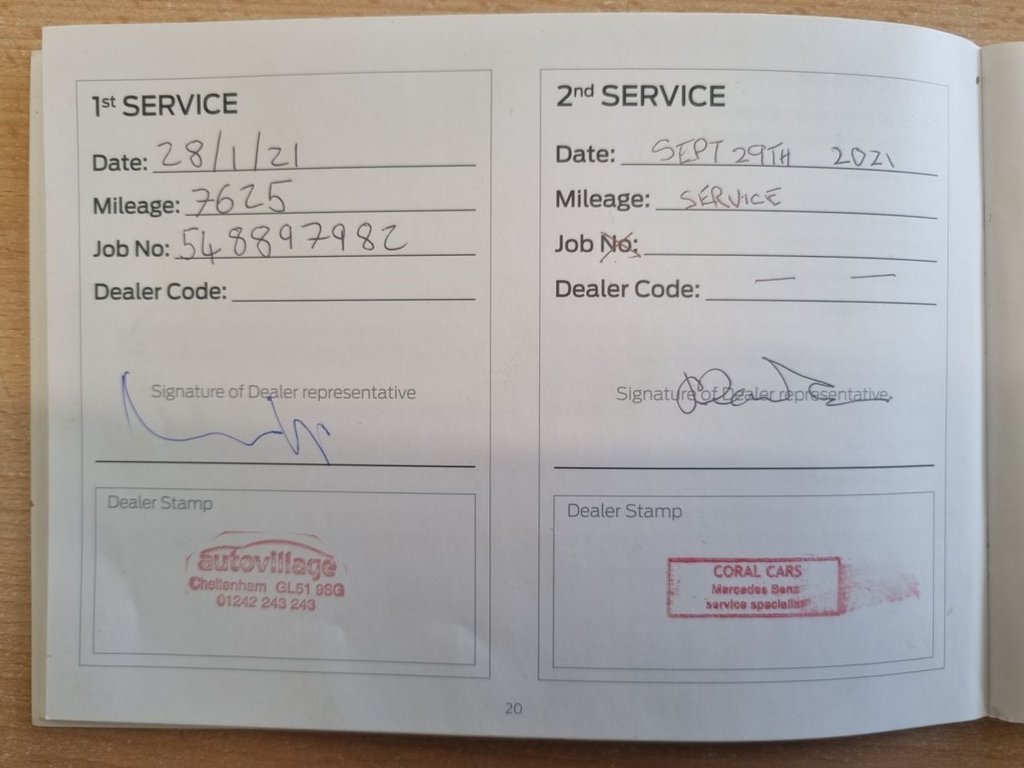 1st SERVICE
Date: 28/1/21
Mileage: 7625
Job No: 548897982
Dealer Code:
Signature of Dealer representative
Dealer Stamp
autovillage
Cheltenham GL51 9SG
01242 243 243
2nd SERVICE
Date: SEPT 29TH 2021
Mileage: SERVICE
Job No:
Dealer Code: — —
Signature of Dealer representative
Dealer Stamp
CORAL CARS
Mercedes Benz
service specialist
20